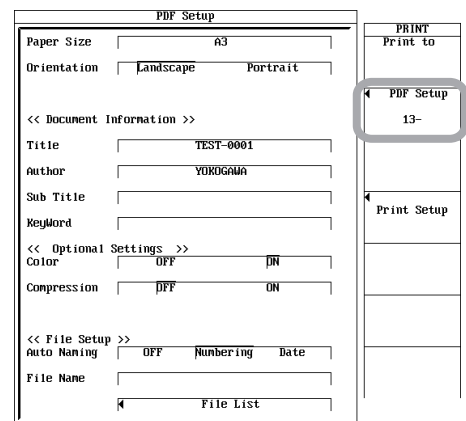 PDF Setup
Paper Size A3
Orientation Landscape Portrait
<< Document Information >>
Title TEST-0001
Author YOKOGAWA
Sub Title
KeyWord
<< Optional Settings >>
Color OFF ON
Compression OFF ON
<< File Setup >>
Auto Naming OFF Numbering Date
File Name
File List
PRINT
Print to
PDF Setup
13-
Print Setup